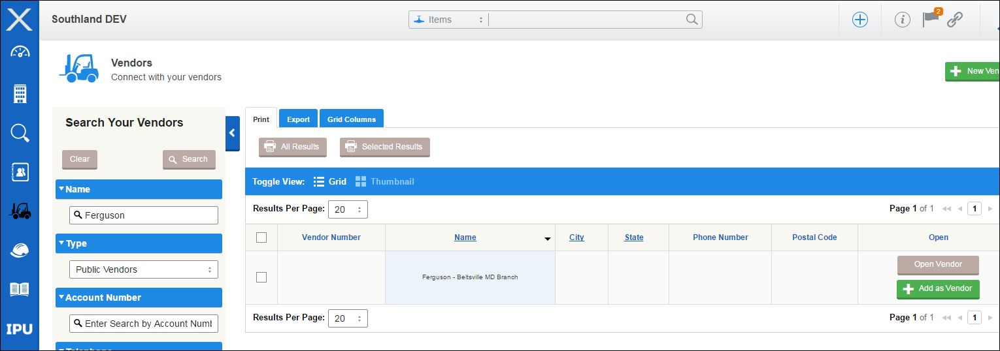 Southland DEV
Items
2
Vendors
Connect with your vendors
New Ven
Search Your Vendors
Clear
Search
Name
Ferguson
Type
Public Vendors
Account Number
Enter Search by Account Numb
IPU
Print
Export
Grid Columns
All Results
Selected Results
Toggle View: Grid Thumbnail
Results Per Page: 20
Page 1 of 1 1
Vendor Number Name City State Phone Number Postal Code Open
Ferguson - Beltsville MD Branch
Open Vendor
Add as Vendor
Results Per Page: 20
Page 1 of 1 1